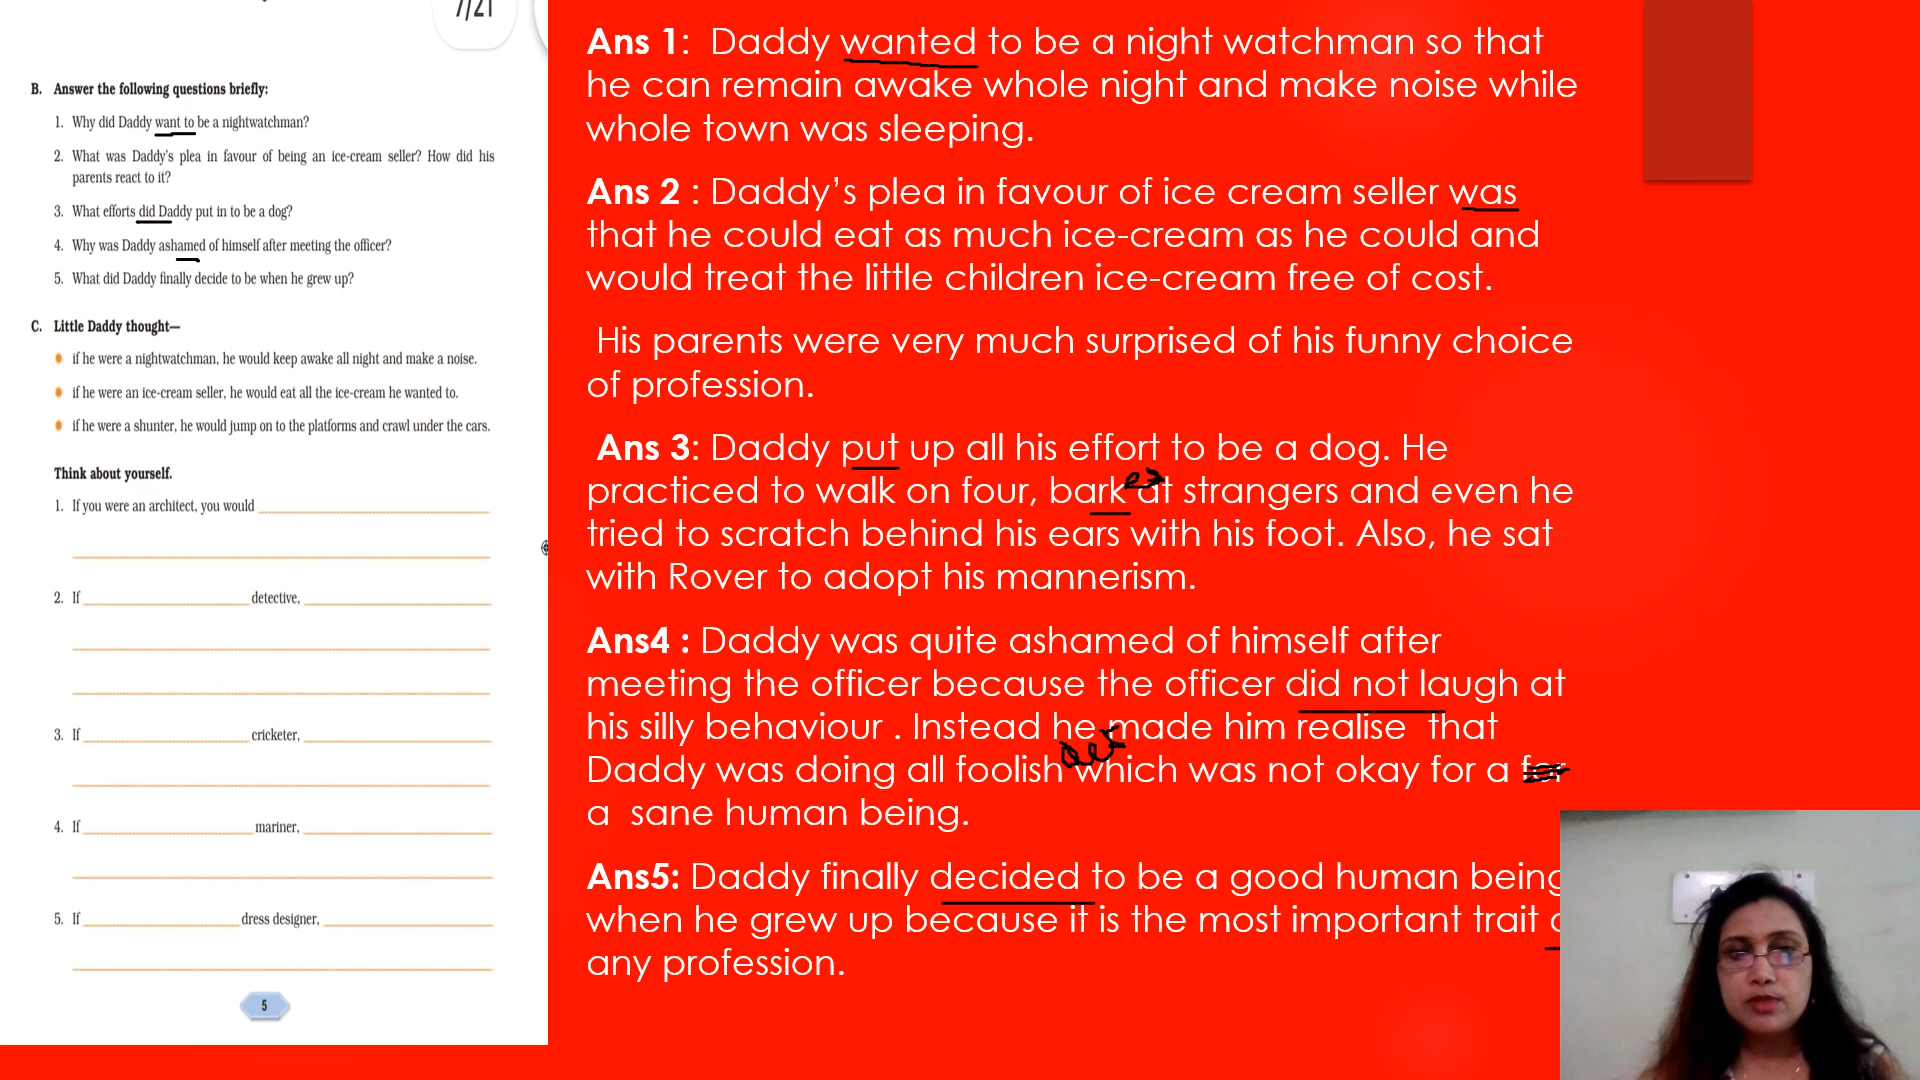 7/21
B. Answer the following questions briefly:
1. Why did Daddy want to be a nightwatchman?
2. What was Daddy's plea in favour of being an ice-cream seller? How did his
parents react to it?
3. What efforts did Daddy put in to be a dog?
4. Why was Daddy ashamed of himself after meeting the officer?
5. What did Daddy finally decide to be when he grew up?
C. Little Daddy thought—
if he were a nightwatchman, he would keep awake all night and make a noise.
if he were an ice-cream seller, he would eat all the ice-cream he wanted to.
if he were a shunter, he would jump on to the platforms and crawl under the cars.
Think about yourself.
1. If you were an architect, you would
2. If detective,
3. If cricketer,
4. If mariner,
5. If dress designer,
5
Ans 1: Daddy wanted to be a night watchman so that
he can remain awake whole night and make noise while
whole town was sleeping.
Ans 2 : Daddy’s plea in favour of ice cream seller was
that he could eat as much ice-cream as he could and
would treat the little children ice-cream free of cost.
His parents were very much surprised of his funny choice
of profession.
Ans 3: Daddy put up all his effort to be a dog. He
practiced to walk on four, bark at strangers and even he
tried to scratch behind his ears with his foot. Also, he sat
with Rover to adopt his mannerism.
Ans4 : Daddy was quite ashamed of himself after
meeting the officer because the officer did not laugh at
his silly behaviour . Instead he made him realise that
Daddy was doing all foolish which was not okay for a for
a sane human being.
Ans5: Daddy finally decided to be a good human being
when he grew up because it is the most important trait
any profession.